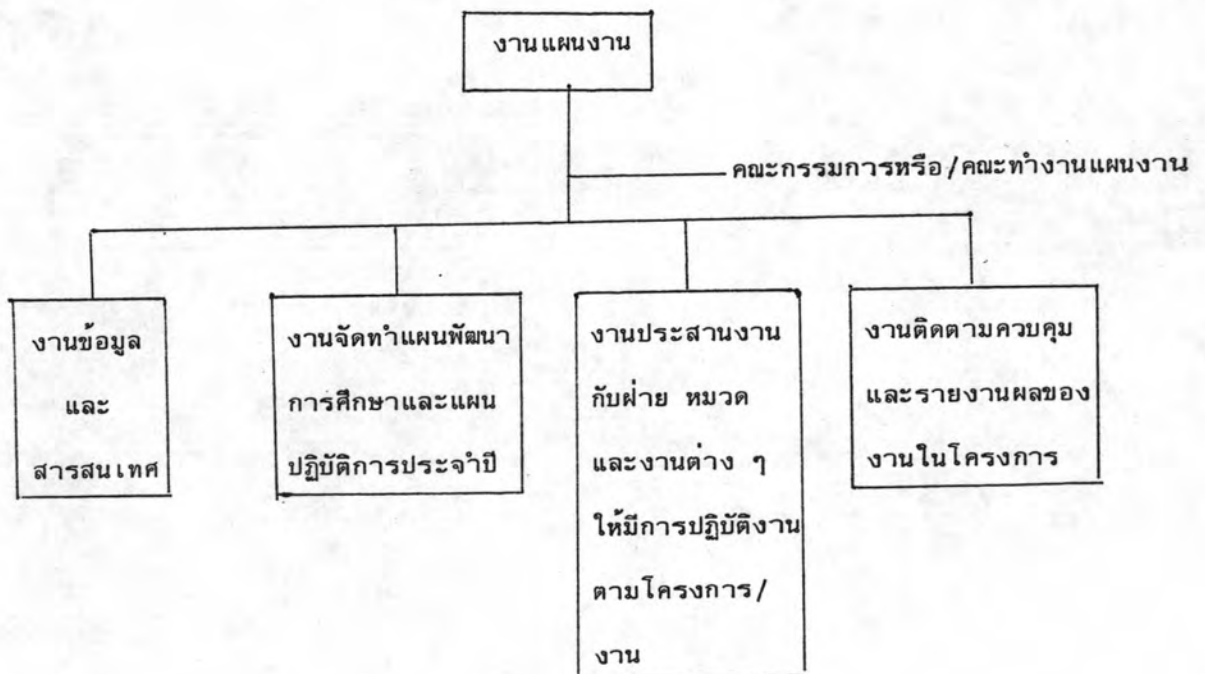 งานแผนงาน
คณะกรรมการหรือ/คณะทำงานแผนงาน
งานข้อมูล
และ
สารสนเทศ
งานจัดทำแผนพัฒนา
การศึกษาและแผน
ปฏิบัติการประจำปี
งานประสานงาน
กับฝ่าย หมวด
และงานต่าง ๆ
ให้มีการปฏิบัติงาน
ตามโครงการ/
งาน
งานติดตามควบคุม
และรายงานผลของ
งานในโครงการ